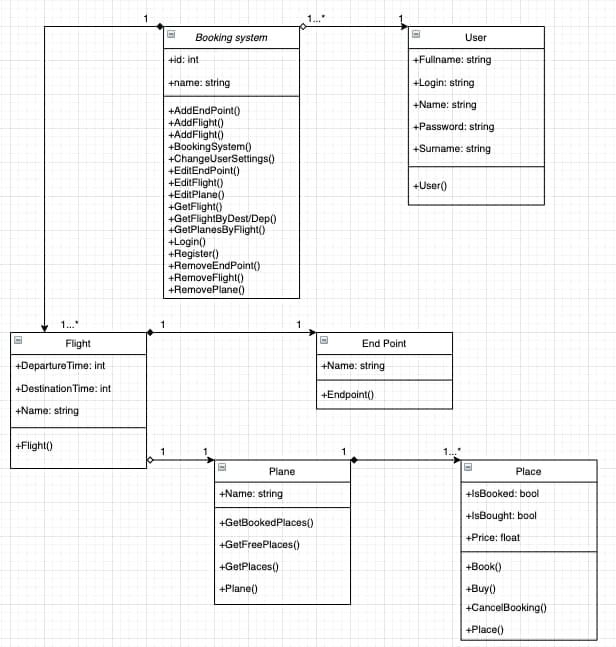 1
1...*
1
Booking system
+id: int
+name: string
+AddEndPoint()
+AddFlight()
+AddFlight()
+BookingSystem()
+ChangeUserSettings()
+EditEndPoint()
+EditFlight()
+EditPlane()
+GetFlight()
+GetFlightByDest/Dep()
+GetPlanesByFlight()
+Login()
+Register()
+RemoveEndPoint()
+RemoveFlight()
+RemovePlane()
User
+Fullname: string
+Login: string
+Name: string
+Password: string
+Surname: string
+User()
1...*
1
1
Flight
+DepartureTime: int
+DestinationTime: int
+Name: string
+Flight()
End Point
+Name: string
+Endpoint()
1
1
1
1...*
Plane
+Name: string
+GetBookedPlaces()
+GetFreePlaces()
+GetPlaces()
+Plane()
Place
+IsBooked: bool
+IsBought: bool
+Price: float
+Book()
+Buy()
+CancelBooking()
+Place()